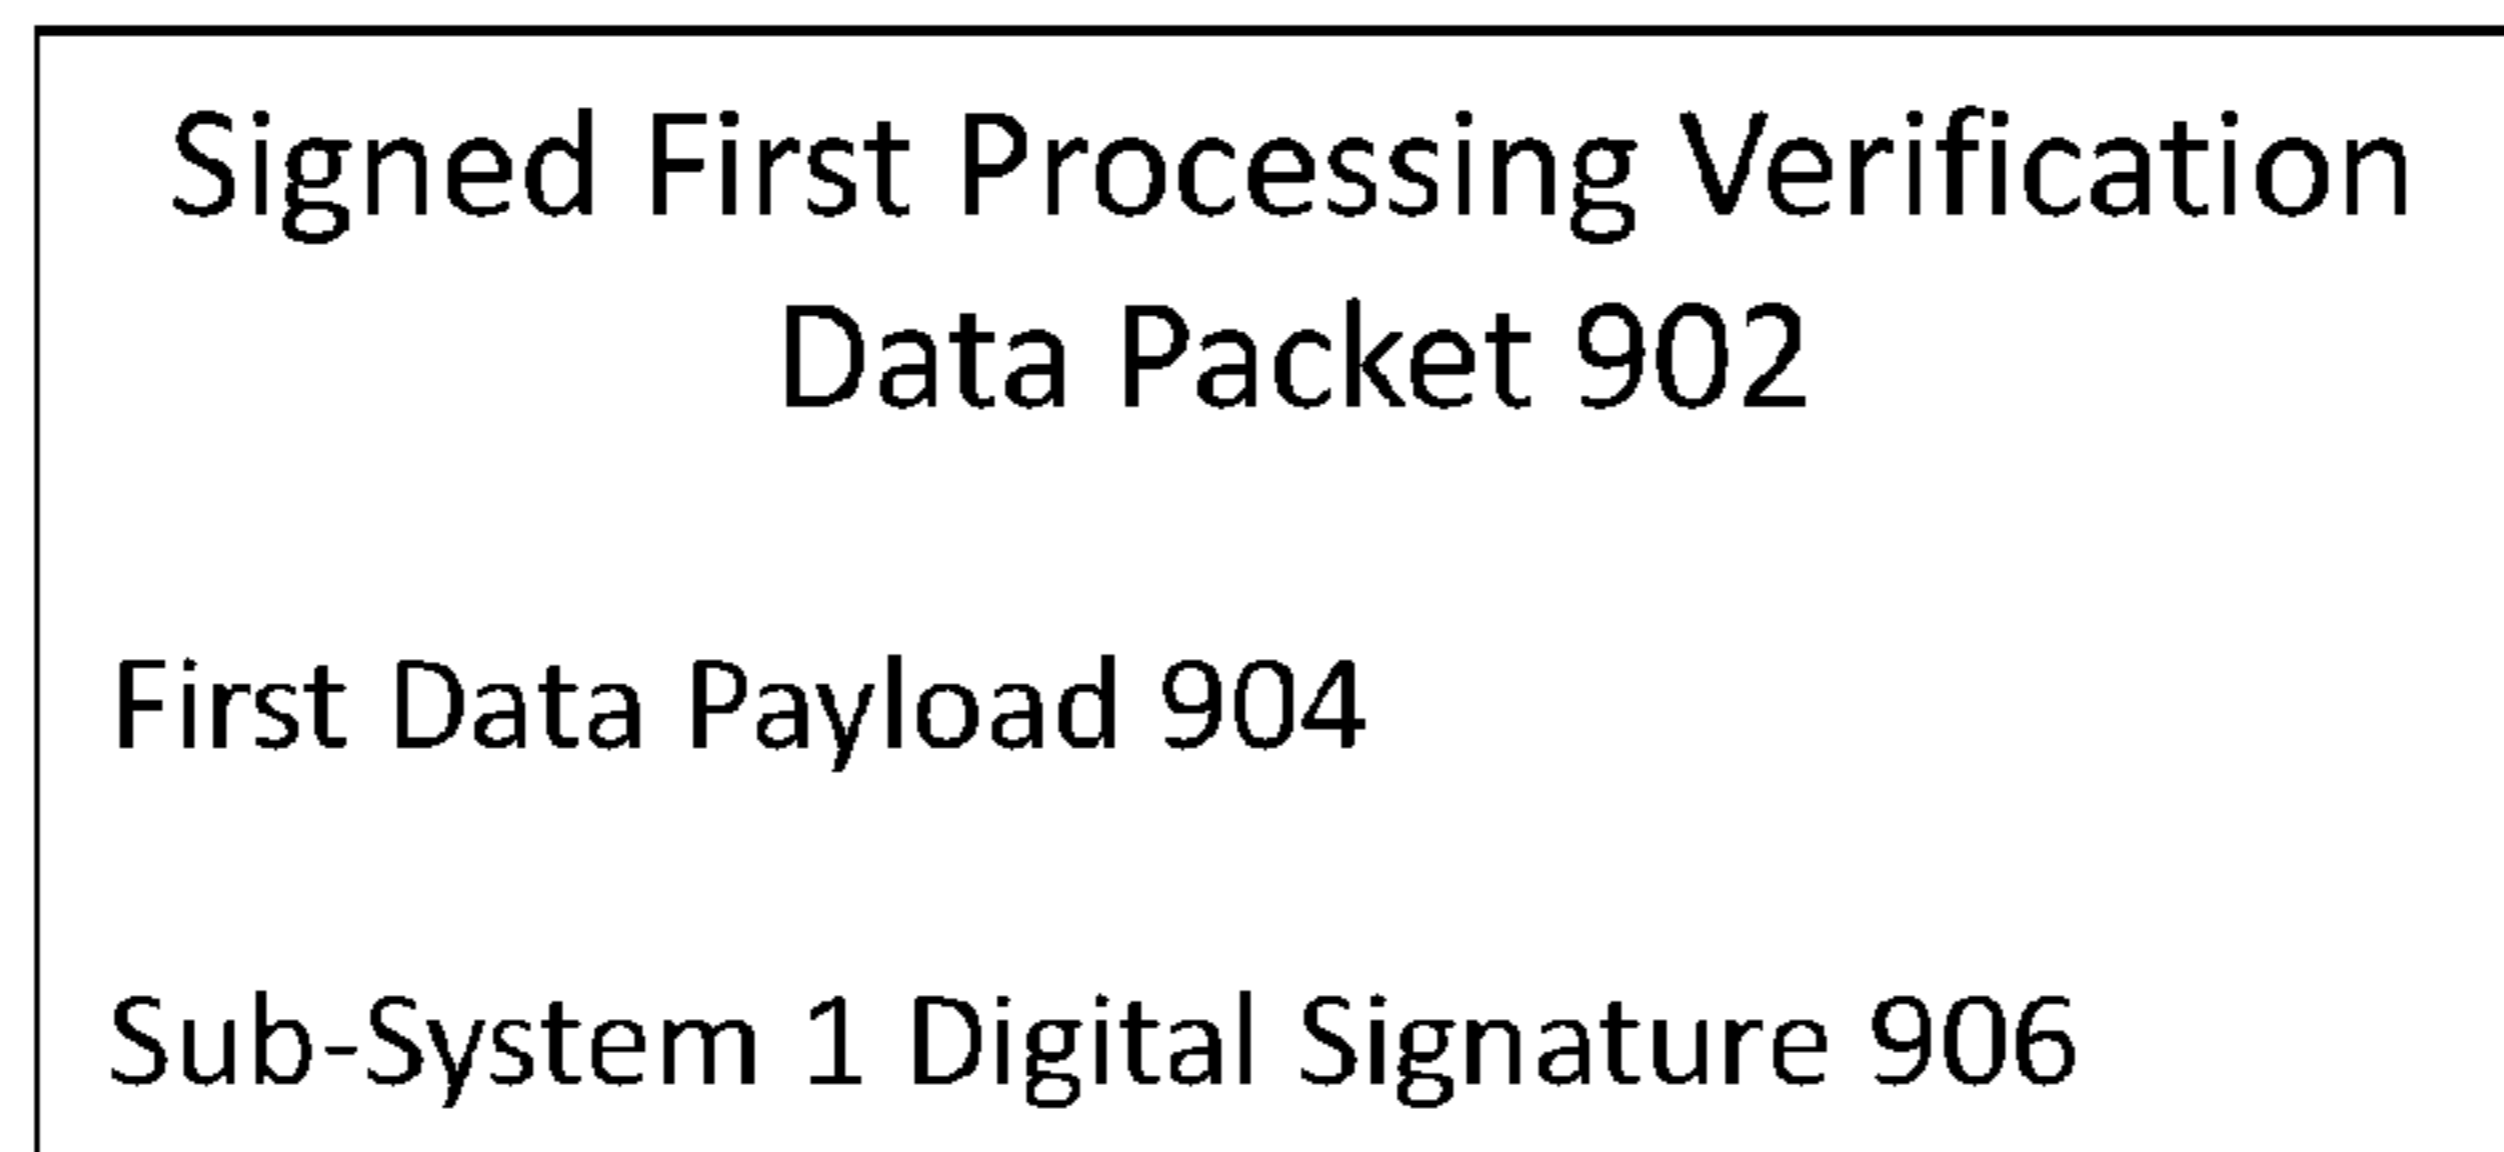 Signed First Processing Verification
Data Packet 902
First Data Payload 904
Sub-System 1 Digital Signature 906